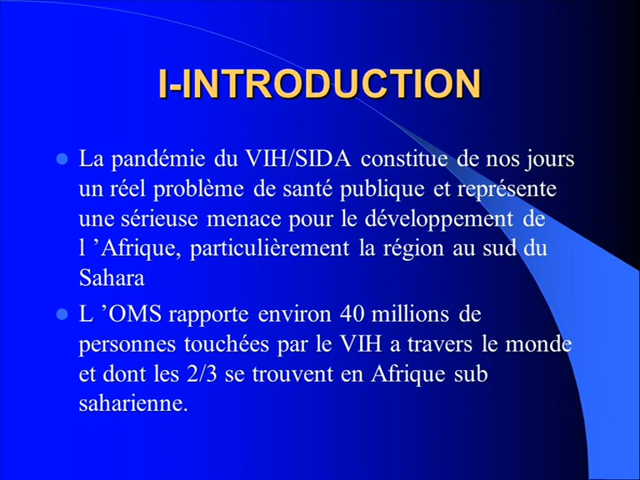 I-INTRODUCTION
La pandémie du VIH/SIDA constitue de nos jours
un réel problème de santé publique et représente
une sérieuse menace pour le développement de
l ’Afrique, particulièrement la région au sud du
Sahara
L ’OMS rapporte environ 40 millions de
personnes touchées par le VIH a travers le monde
et dont les 2/3 se trouvent en Afrique sub
saharienne.